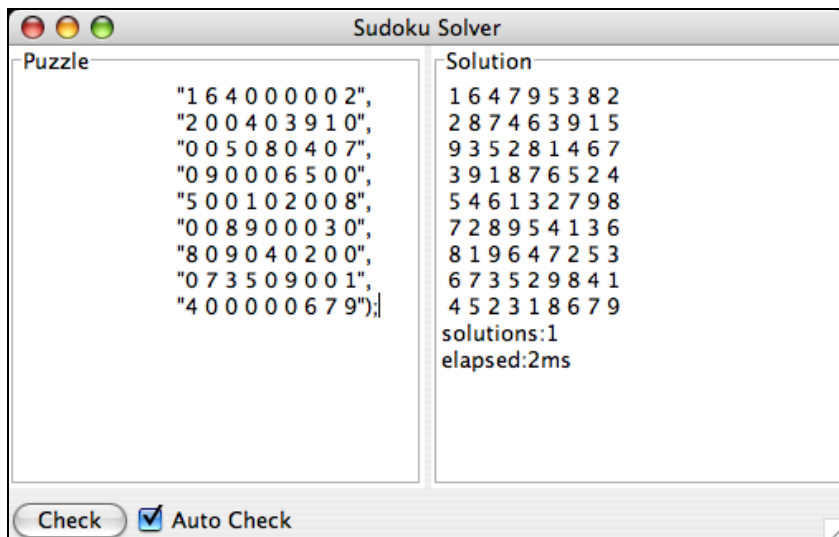 Sudoku Solver
Puzzle
"1 6 4 0 0 0 0 0 2",
"2 0 0 4 0 3 9 1 0",
"0 0 5 0 8 0 4 0 7",
"0 9 0 0 0 6 5 0 0",
"5 0 0 1 0 2 0 0 8",
"0 0 8 9 0 0 0 3 0",
"8 0 9 0 4 0 2 0 0",
"0 7 3 5 0 9 0 0 1",
"4 0 0 0 0 0 6 7 9");
Solution
1 6 4 7 9 5 3 8 2
2 8 7 4 6 3 9 1 5
9 3 5 2 8 1 4 6 7
3 9 1 8 7 6 5 2 4
5 4 6 1 3 2 7 9 8
7 2 8 9 5 4 1 3 6
8 1 9 6 4 7 2 5 3
6 7 3 5 2 9 8 4 1
4 5 2 3 1 8 6 7 9
solutions:1
elapsed:2ms
Check
Auto Check